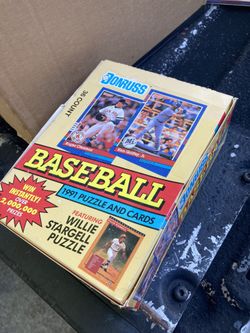 36 COUNT
DONRUSS
BASEBALL
1991 PUZZLE AND CARDS
WIN INSTANTLY!
OVER
2,000,000
PRIZES
FEATURING
WILLIE
STARGELL
PUZZLE